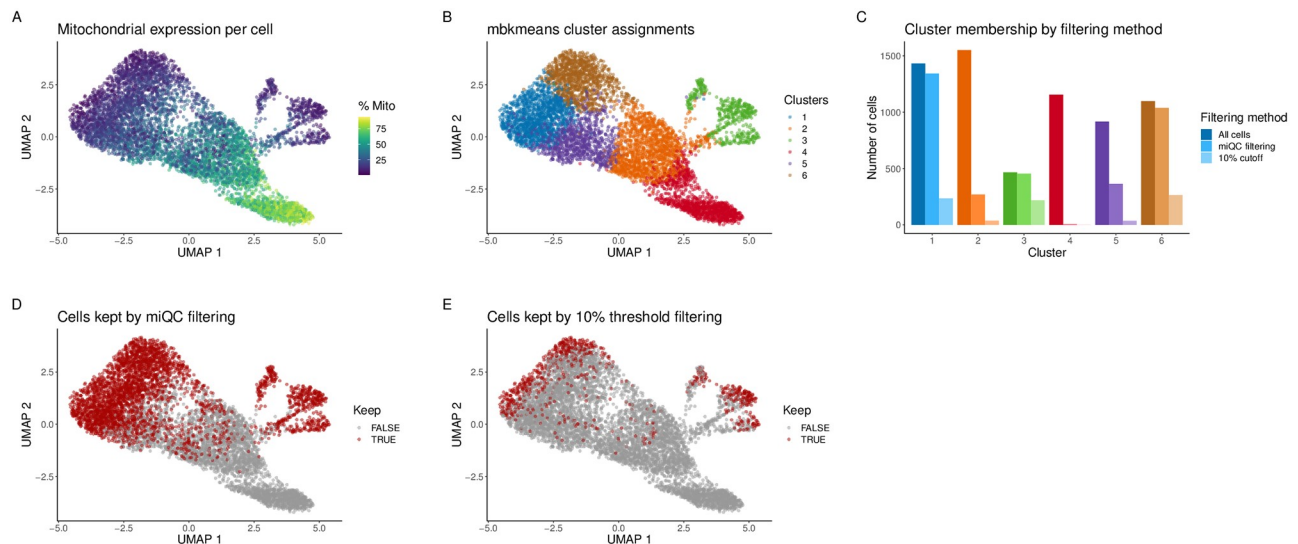 A
Mitochondrial expression per cell
UMAP 2
2.5
0.0
−2.5
−5.0
−2.5
0.0
2.5
5.0
UMAP 1
% Mito
75
50
25
B
mbkmeans cluster assignments
UMAP 2
2.5
0.0
−2.5
−5.0
−2.5
0.0
2.5
5.0
UMAP 1
Clusters
1
2
3
4
5
6
C
Cluster membership by filtering method
Number of cells
1500
1000
500
0
1
2
3
4
5
6
Cluster
Filtering method
All cells
miQC filtering
10% cutoff
D
Cells kept by miQC filtering
UMAP 2
2.5
0.0
−2.5
−5.0
−2.5
0.0
2.5
5.0
UMAP 1
Keep
FALSE
TRUE
E
Cells kept by 10% threshold filtering
UMAP 2
2.5
0.0
−2.5
−5.0
−2.5
0.0
2.5
5.0
UMAP 1
Keep
FALSE
TRUE